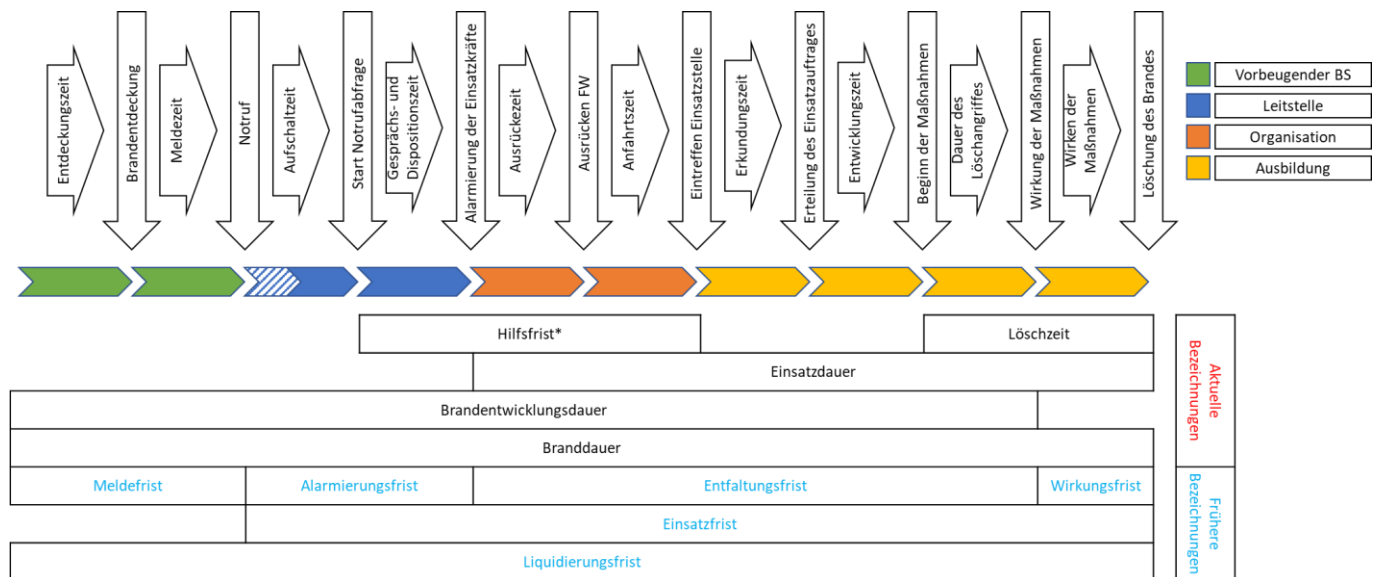 Entdeckungszeit
Brandentdeckung
Meldezeit
Notruf
Aufschaltzeit
Start Notrufabfrage
Gesprächs- und
Dispositionszeit
Alarmierung der Einsatzkräfte
Ausrückezeit
Ausrücken FW
Anfahrtszeit
Eintreffen Einsatzstelle
Erkundungszeit
Erteilung des Einsatzauftrages
Entwicklungszeit
Beginn der Maßnahmen
Dauer des
Löschangriffes
Wirkung der Maßnahmen
Wirken der
Maßnahmen
Löschung des Brandes
Vorbeugender BS
Leitstelle
Organisation
Ausbildung
Hilfsfrist*
Löschzeit
Einsatzdauer
Brandentwicklungsdauer
Branddauer
Aktuelle
Bezeichnungen
Meldefrist
Alarmierungsfrist
Entfaltungsfrist
Wirkungsfrist
Einsatzfrist
Liquidierungsfrist
Frühere
Bezeichnungen